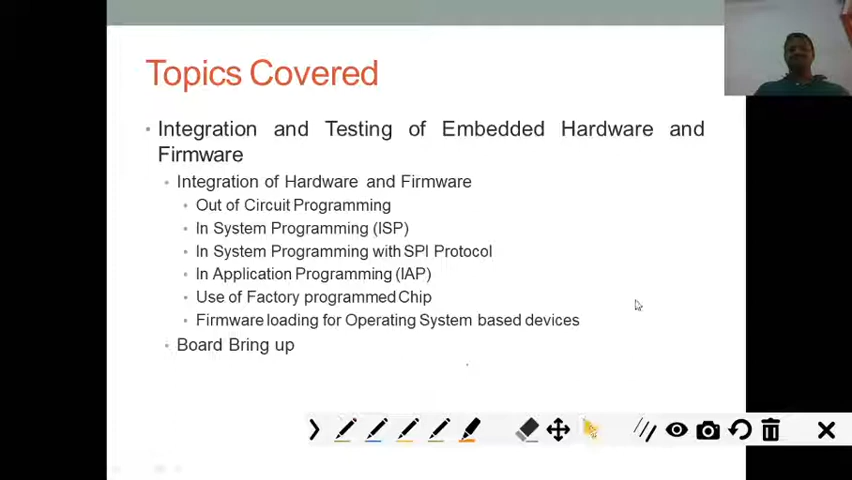 Topics Covered
• Integration and Testing of Embedded Hardware and
Firmware
• Integration of Hardware and Firmware
• Out of Circuit Programming
• In System Programming (ISP)
• In System Programming with SPI Protocol
• In Application Programming (IAP)
• Use of Factory programmed Chip
• Firmware loading for Operating System based devices
• Board Bring up